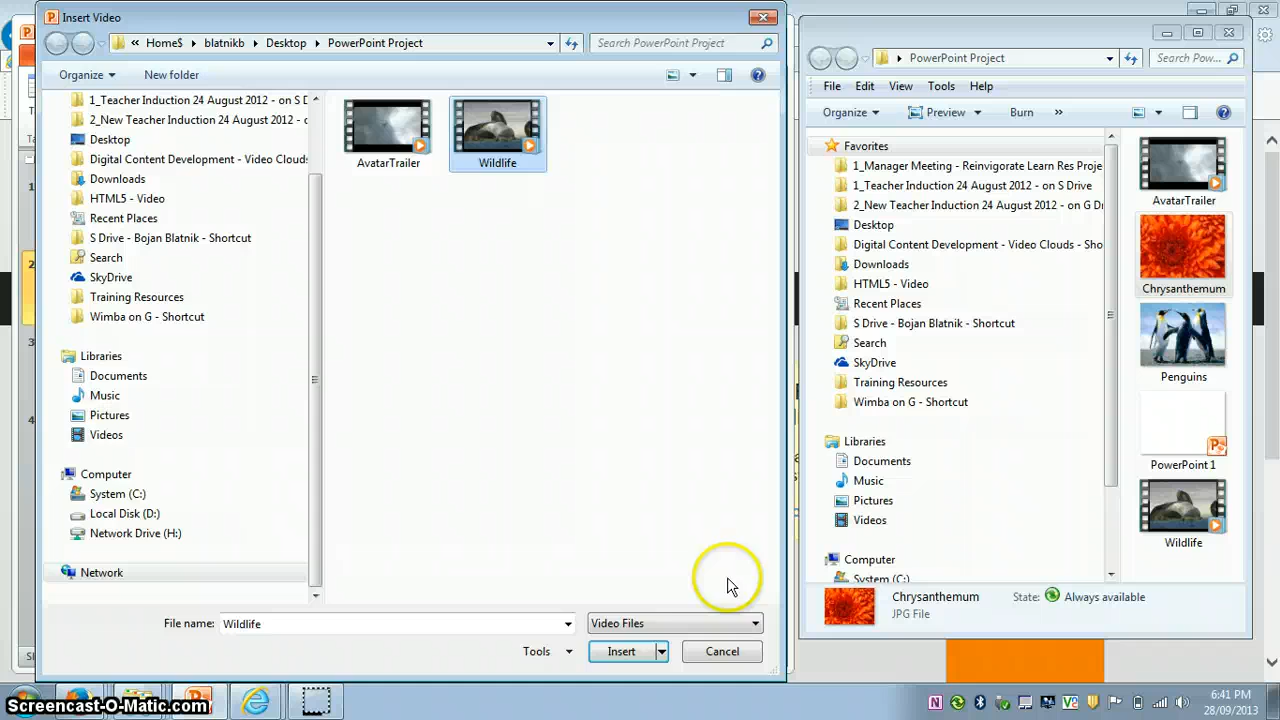 Insert Video
« Home$ blatnikb Desktop PowerPoint Project
Search PowerPoint Project
Organize New folder
1_Teacher Induction 24 August 2012 - on S D
2_New Teacher Induction 24 August 2012 - o
Desktop
Digital Content Development - Video Clouds
Downloads
HTML5 - Video
Recent Places
S Drive - Bojan Blatnik - Shortcut
Search
SkyDrive
Training Resources
Wimba on G - Shortcut
Libraries
Documents
Music
Pictures
Videos
Computer
System (C:)
Local Disk (D:)
Network Drive (H:)
Network
AvatarTrailer
Wildlife
File name: Wildlife
Video Files
Tools Insert Cancel
PowerPoint Project
Search Pow...
File Edit View Tools Help
Organize Preview Burn »
Favorites
1_Manager Meeting - Reinvigorate Learn Res Proje
1_Teacher Induction 24 August 2012 - on S Drive
2_New Teacher Induction 24 August 2012 - on G Dr
Desktop
Digital Content Development - Video Clouds - Sho
Downloads
HTML5 - Video
Recent Places
S Drive - Bojan Blatnik - Shortcut
Search
SkyDrive
Training Resources
Wimba on G - Shortcut
Libraries
Documents
Music
Pictures
Videos
Computer
System (C:)
AvatarTrailer
Chrysanthemum
Penguins
PowerPoint 1
Wildlife
Chrysanthemum State: Always available
JPG File
Screencast-O-Matic.com
6:41 PM
28/09/2013